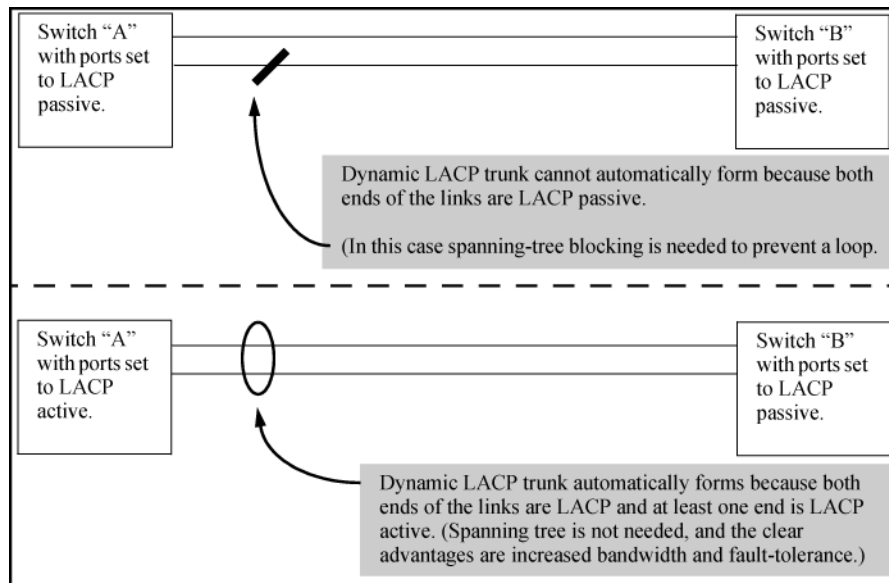 Switch “A”
with ports set
to LACP
passive.
Switch “B”
with ports set
to LACP
passive.
Dynamic LACP trunk cannot automatically form because both
ends of the links are LACP passive.
(In this case spanning-tree blocking is needed to prevent a loop.
Switch “A”
with ports set
to LACP
active.
Switch “B”
with ports set
to LACP
passive.
Dynamic LACP trunk automatically forms because both
ends of the links are LACP and at least one end is LACP
active. (Spanning tree is not needed, and the clear
advantages are increased bandwidth and fault-tolerance.)